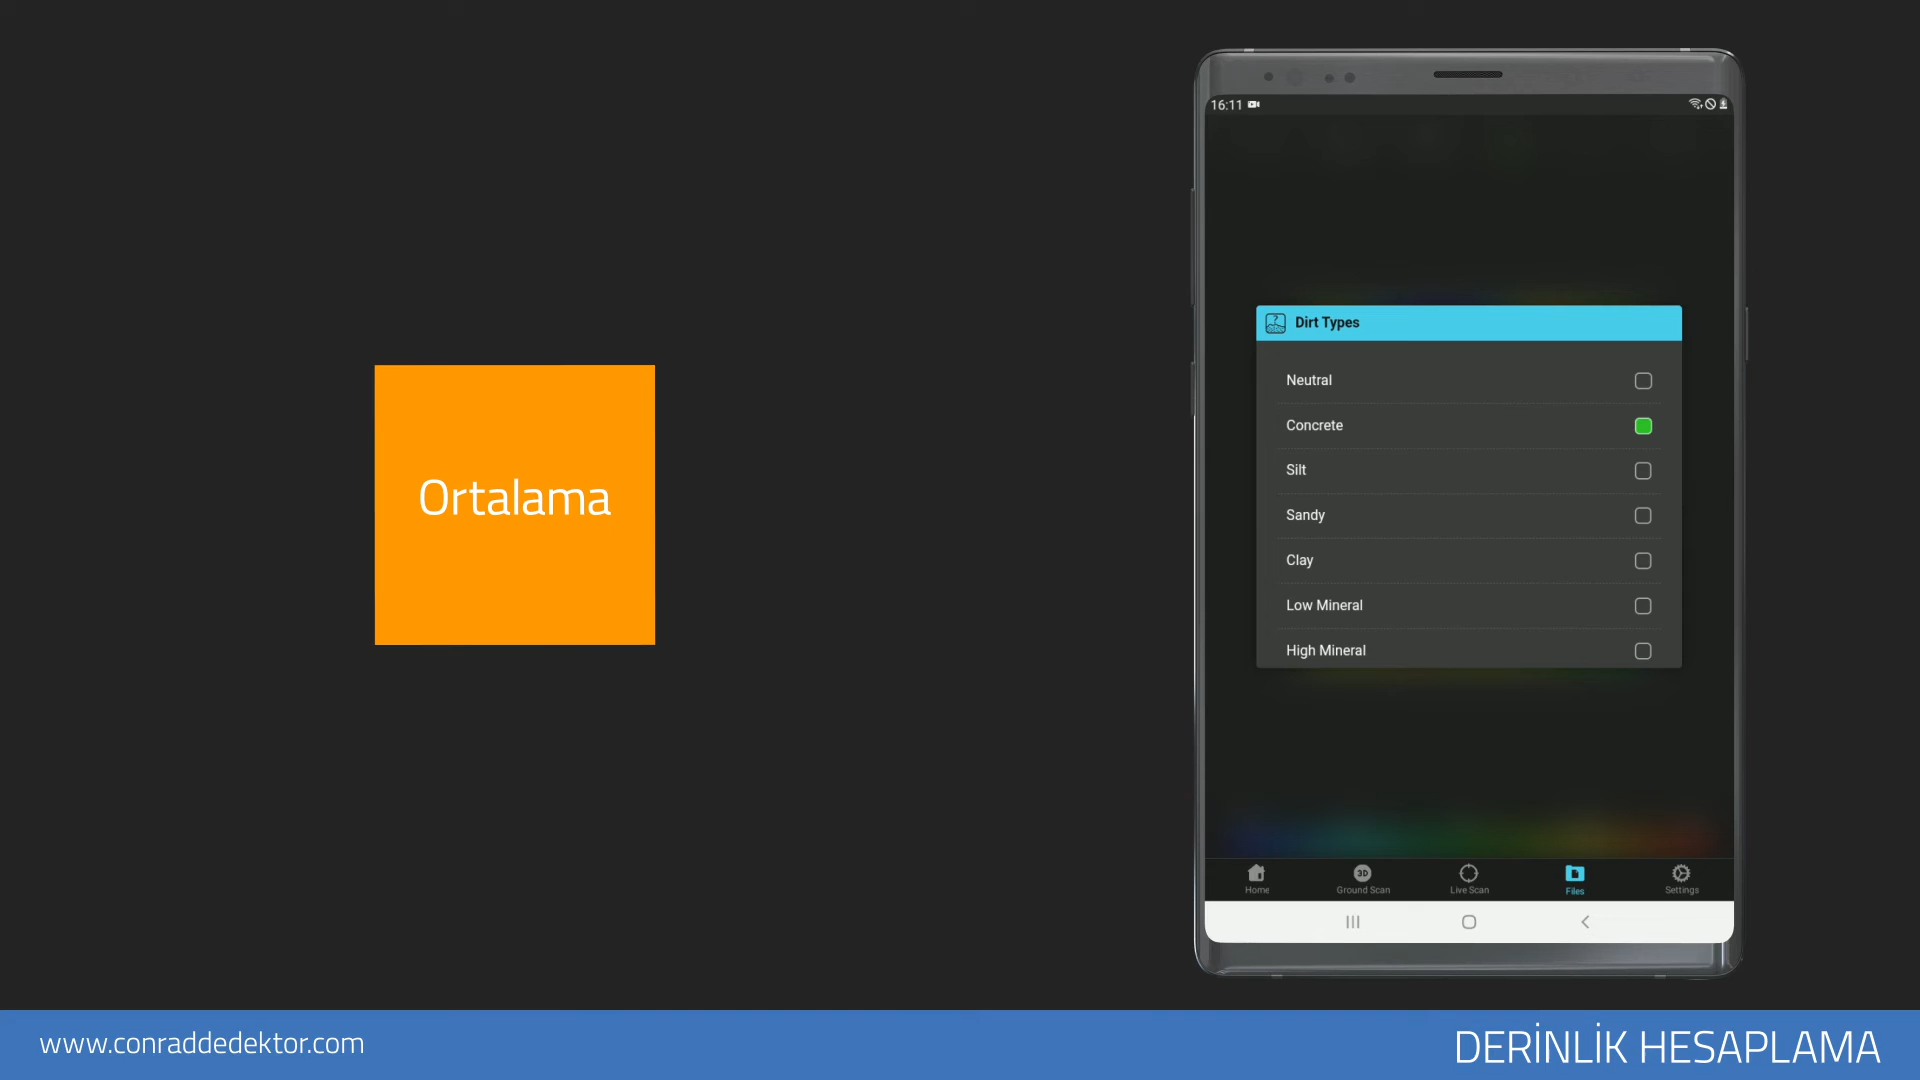 Ortalama
16:11
Dirt Types
Neutral
Concrete
Silt
Sandy
Clay
Low Mineral
High Mineral
Home
3D
Ground Scan
Live Scan
Files
Settings
www.conraddedektor.com
DERİNLİK HESAPLAMA